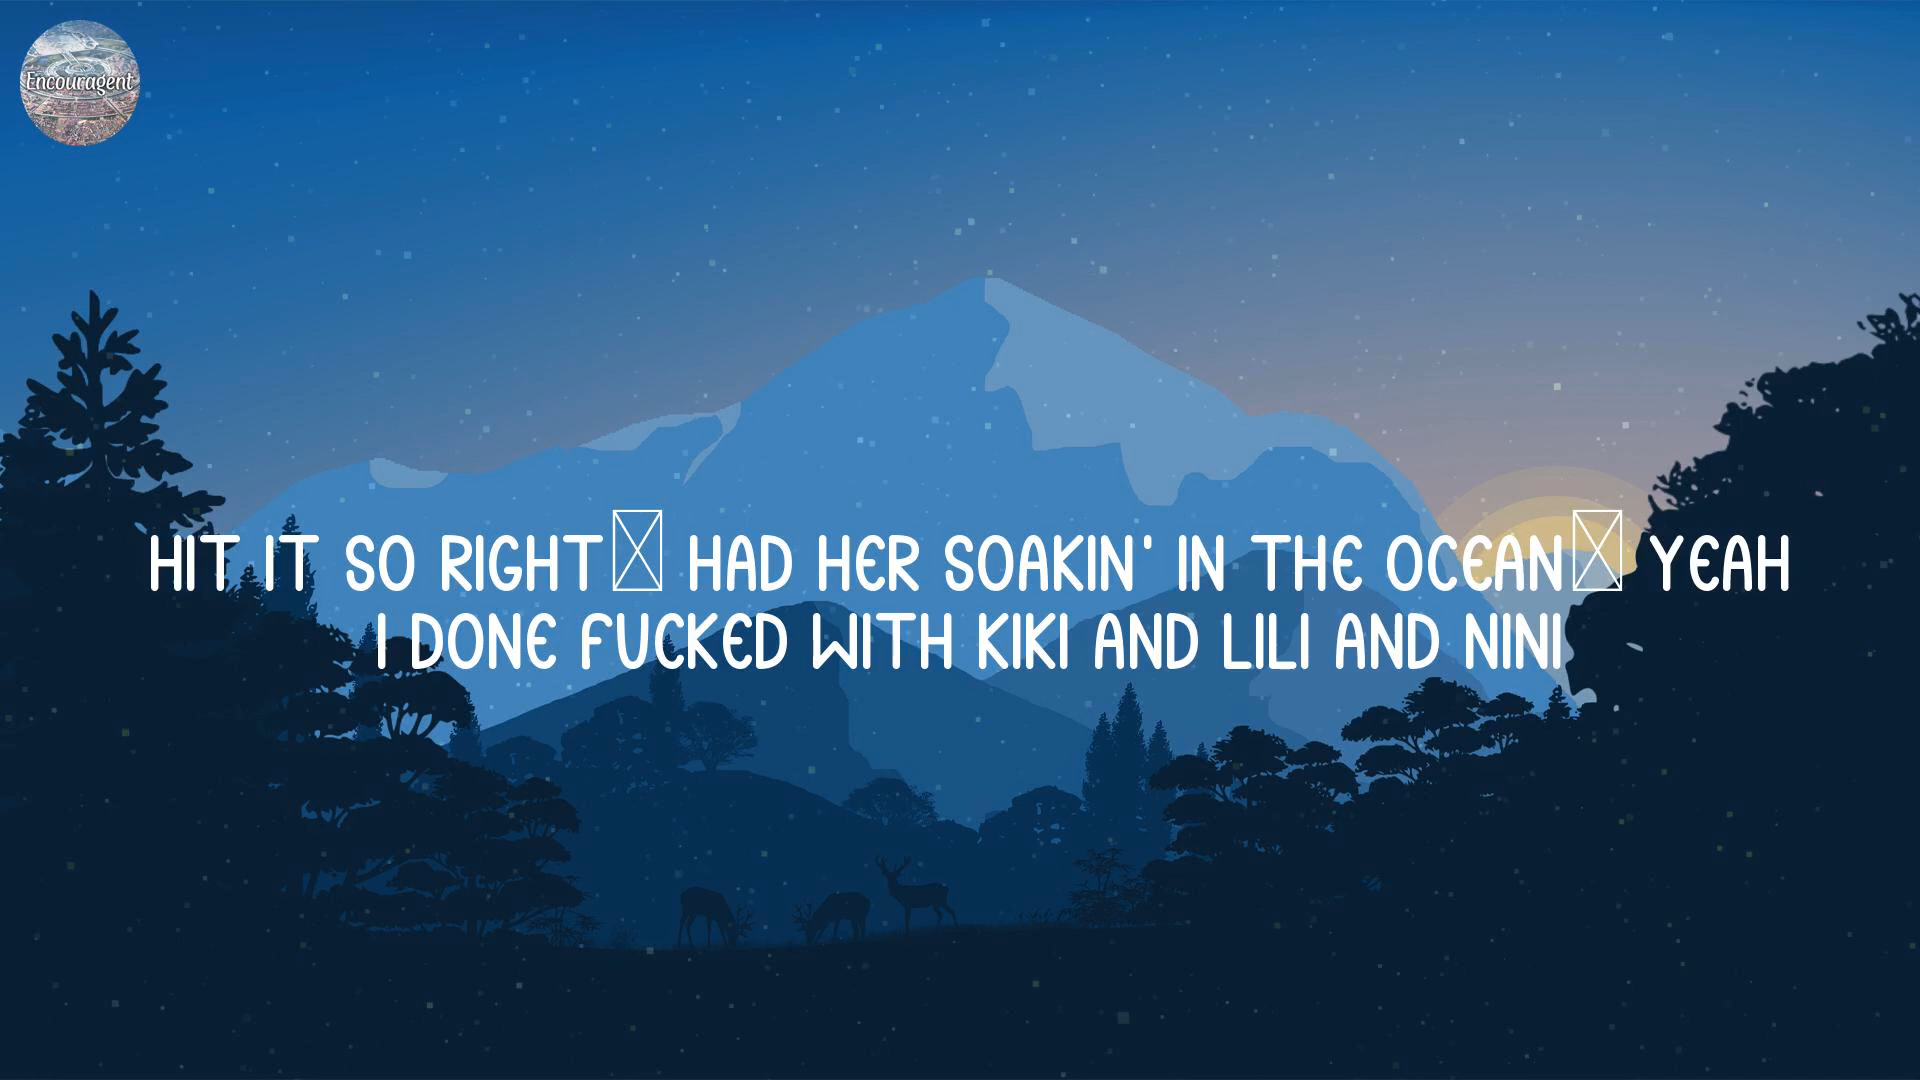 Encouragent
HIT IT SO RIGHT HAD HER SOAKIN' IN THE OCEAN YEAH
I DONE FUCKED WITH KIKI AND LILI AND NINI